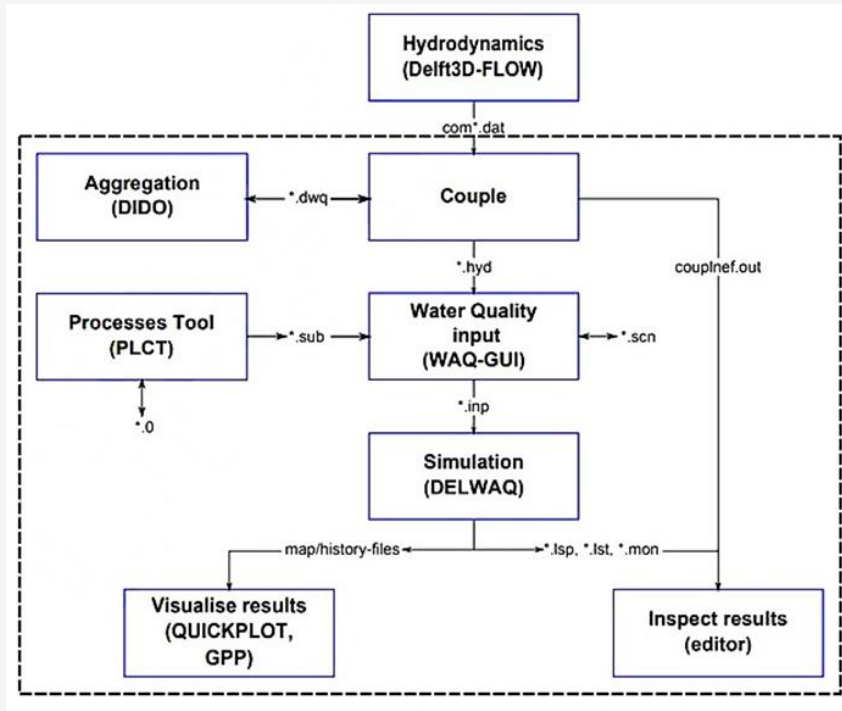 Hydrodynamics
(Delft3D-FLOW)
com*.dat
Aggregation
(DIDO)
*.dwq
Couple
*.hyd
couplnef.out
Processes Tool
(PLCT)
*.sub
Water Quality
input
(WAQ-GUI)
*.scn
*.0
*.inp
Simulation
(DELWAQ)
map/history-files
*.lsp, *.lst, *.mon
Visualise results
(QUICKPLOT,
GPP)
Inspect results
(editor)